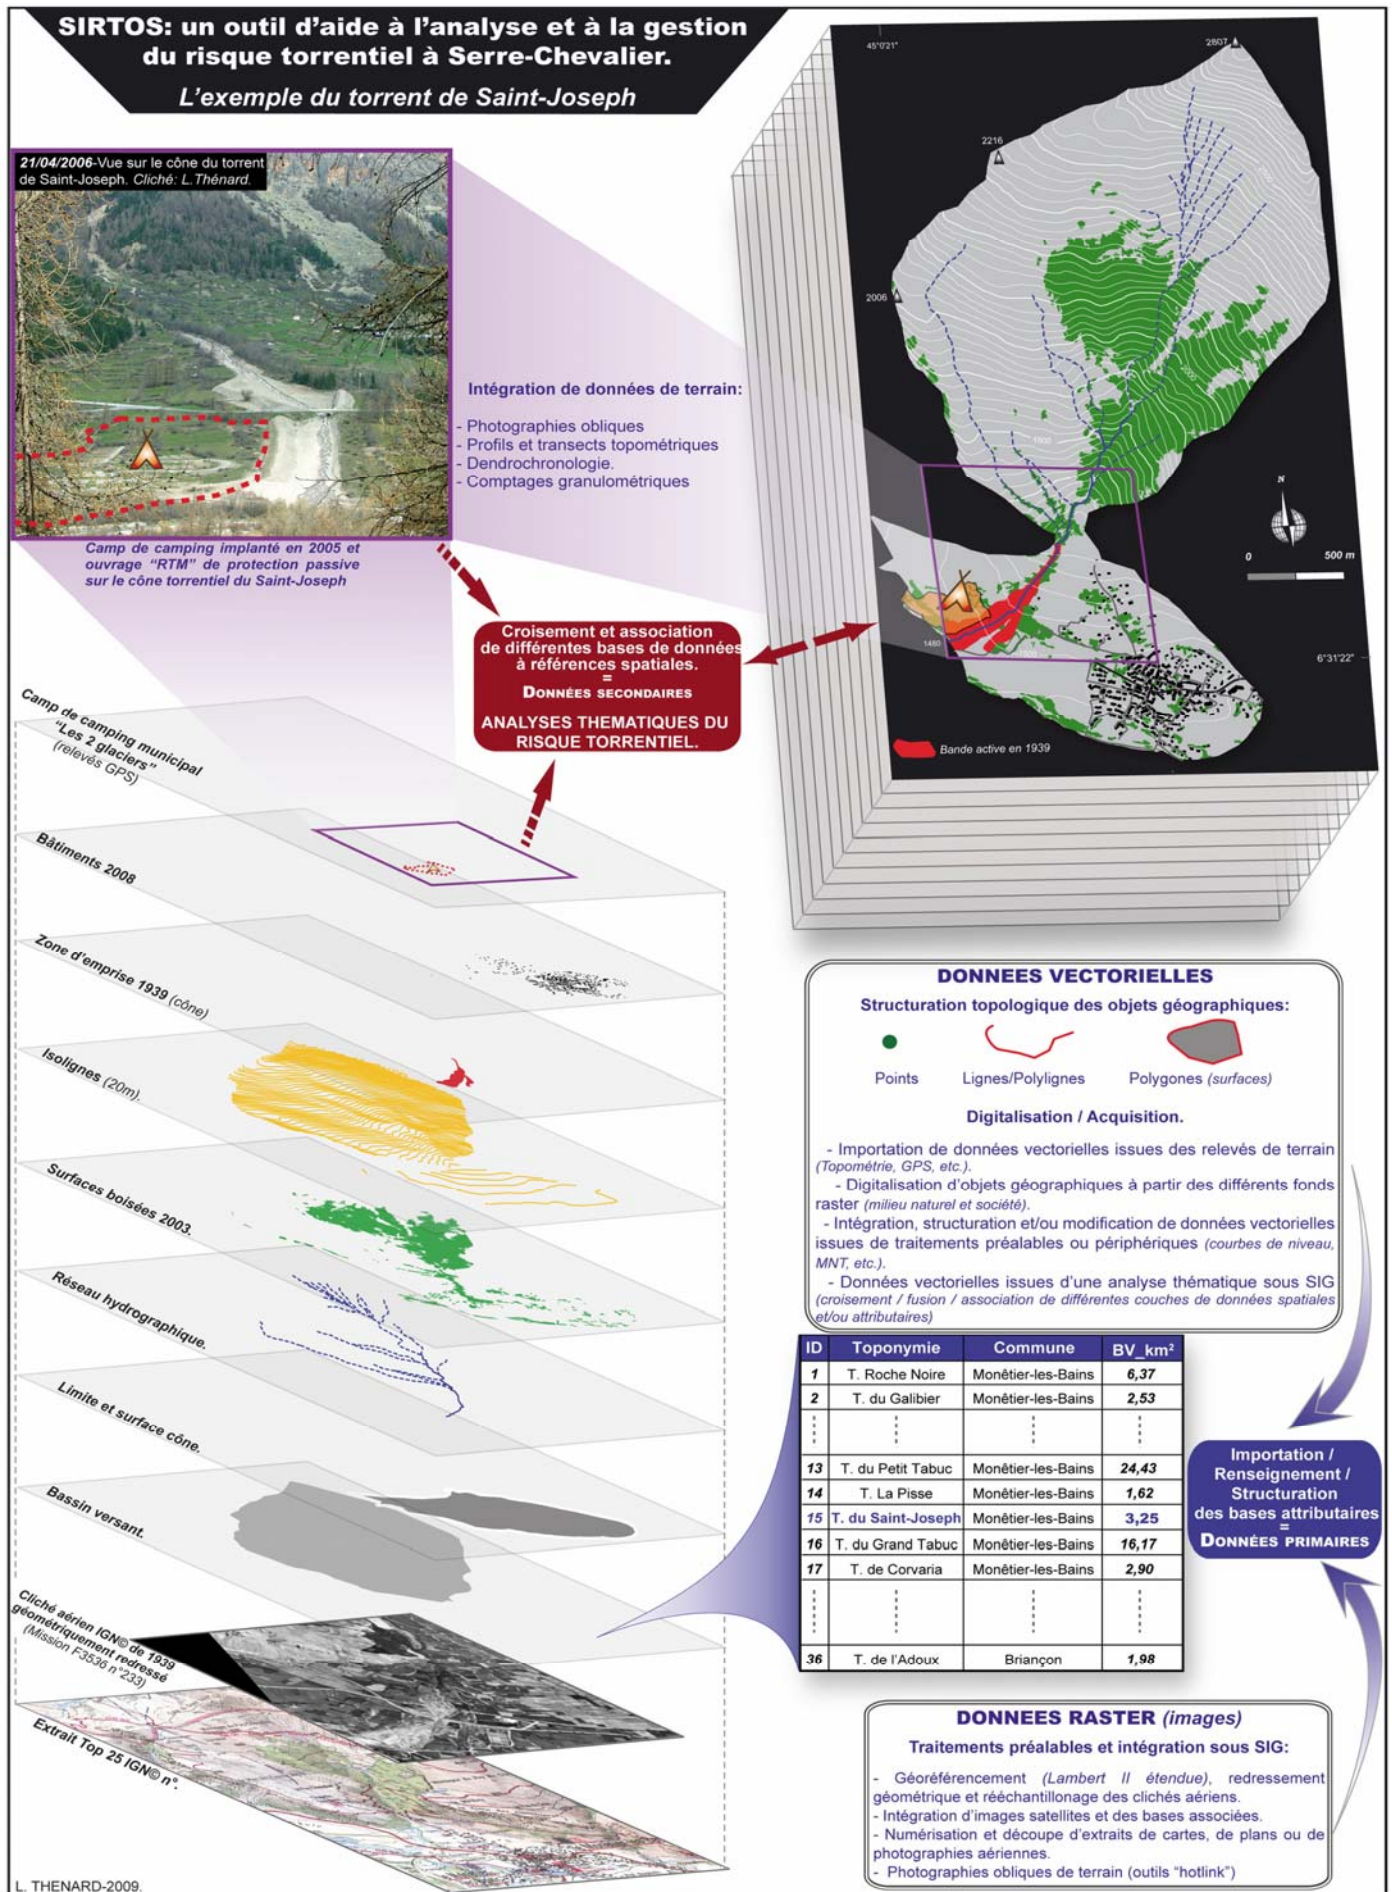 SIRTOS: un outil d'aide à l'analyse et à la gestion
du risque torrentiel à Serre-Chevalier.
L'exemple du torrent de Saint-Joseph
21/04/2006-Vue sur le cône du torrent
de Saint-Joseph. Cliché: L.Thénard.
Camp de camping implanté en 2005 et
ouvrage "RTM" de protection passive
sur le cône torrentiel du Saint-Joseph
Intégration de données de terrain:
- Photographies obliques
- Profils et transects topométriques
- Dendrochronologie.
- Comptages granulométriques
45°0'21"
2807
2216
2006
2000
1600
N
0 500 m
1480
1500
6°31'22"
Bande active en 1939
Croisement et association
de différentes bases de données
à références spatiales.
=
DONNÉES SECONDAIRES
ANALYSES THEMATIQUES DU
RISQUE TORRENTIEL.
Camp de camping municipal
"Les 2 glaciers"
(relevés GPS)
Bâtiments 2008
Zone d'emprise 1939 (cône)
Isolignes (20m).
Surfaces boisées 2003.
Réseau hydrographique.
Limite et surface cône.
Bassin versant.
Cliché aérien IGN© de 1939
géométriquement redressé
(Mission F3536 n°233)
Extrait Top 25 IGN© n°.
DONNEES VECTORIELLES
Structuration topologique des objets géographiques:
Points Lignes/Polylignes Polygones (surfaces)
Digitalisation / Acquisition.
- Importation de données vectorielles issues des relevés de terrain
(Topométrie, GPS, etc.).
- Digitalisation d'objets géographiques à partir des différents fonds
raster (milieu naturel et société).
- Intégration, structuration et/ou modification de données vectorielles
issues de traitements préalables ou périphériques (courbes de niveau,
MNT, etc.).
- Données vectorielles issues d'une analyse thématique sous SIG
(croisement / fusion / association de différentes couches de données spatiales
et/ou attributaires)
ID Toponymie Commune BV_km²
1 T. Roche Noire Monêtier-les-Bains 6,37
2 T. du Galibier Monêtier-les-Bains 2,53
13 T. du Petit Tabuc Monêtier-les-Bains 24,43
14 T. La Pisse Monêtier-les-Bains 1,62
15 T. du Saint-Joseph Monêtier-les-Bains 3,25
16 T. du Grand Tabuc Monêtier-les-Bains 16,17
17 T. de Corvaria Monêtier-les-Bains 2,90
36 T. de l'Adoux Briançon 1,98
Importation /
Renseignement /
Structuration
des bases attributaires
=
DONNÉES PRIMAIRES
DONNEES RASTER (images)
Traitements préalables et intégration sous SIG:
- Géoréférencement (Lambert II étendue), redressement
géométrique et rééchantillonage des clichés aériens.
- Intégration d'images satellites et des bases associées.
- Numérisation et découpe d'extraits de cartes, de plans ou de
photographies aériennes.
- Photographies obliques de terrain (outils "hotlink")
L. THENARD-2009.